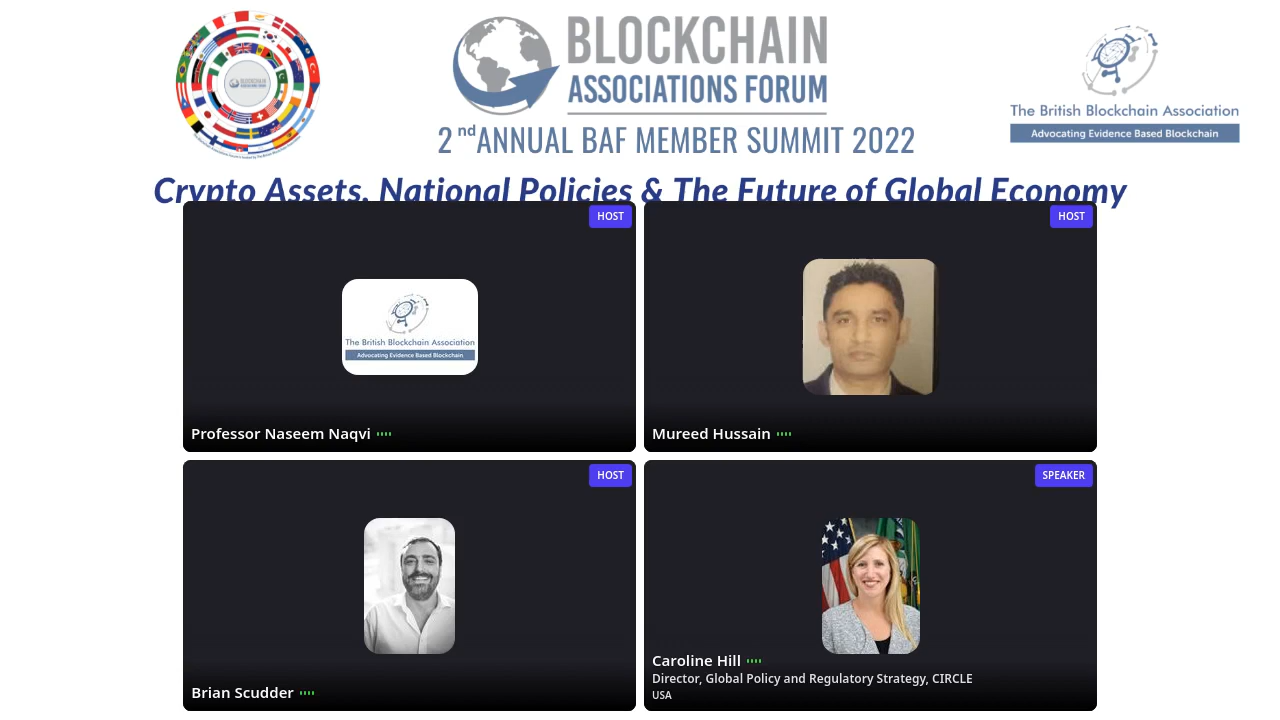 BLOCKCHAIN
ASSOCIATIONS FORUM
2nd ANNUAL BAF MEMBER SUMMIT 2022
The British Blockchain Association
Advocating Evidence Based Blockchain
Crypto Assets, National Policies & The Future of Global Economy
HOST
The British Blockchain Association
Advocating Evidence Based Blockchain
Professor Naseem Naqvi
HOST
Mureed Hussain
HOST
Brian Scudder
SPEAKER
Caroline Hill
Director, Global Policy and Regulatory Strategy, CIRCLE
USA